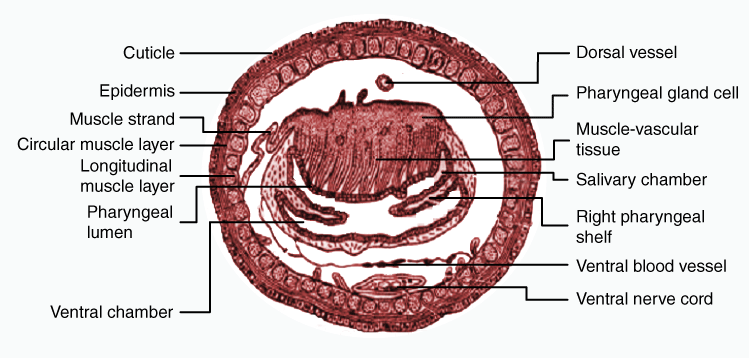 Cuticle
Epidermis
Muscle strand
Circular muscle layer
Longitudinal
muscle layer
Pharyngeal
lumen
Ventral chamber
Dorsal vessel
Pharyngeal gland cell
Muscle-vascular
tissue
Salivary chamber
Right pharyngeal
shelf
Ventral blood vessel
Ventral nerve cord